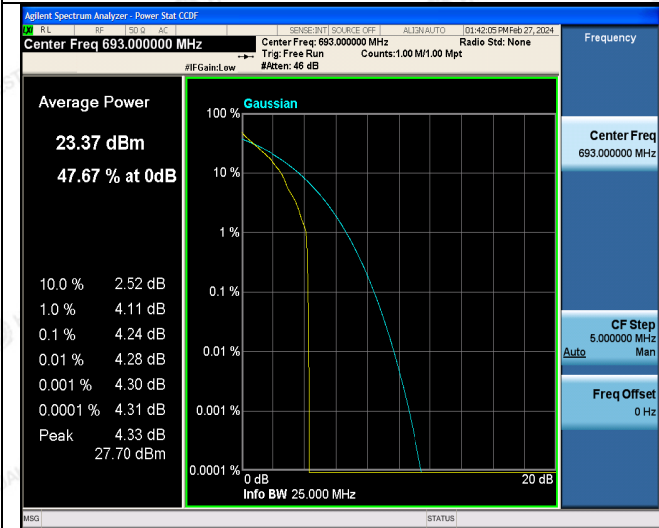 Agilent Spectrum Analyzer - Power Stat CCDF
LXI RL RF 50 Ω AC SENSE:INT SOURCE OFF ALIGN AUTO 01:42:05 PM Feb 27, 2024
Center Freq 693.000000 MHz
Center Freq: 693.000000 MHz Radio Std: None
Trig: Free Run Counts:1.00 M/1.00 Mpt
#IFGain:Low #Atten: 46 dB
Frequency
Average Power
23.37 dBm
47.67 % at 0dB
10.0 % 2.52 dB
1.0 % 4.11 dB
0.1 % 4.24 dB
0.01 % 4.28 dB
0.001 % 4.30 dB
0.0001 % 4.31 dB
Peak 4.33 dB
27.70 dBm
Gaussian
100 %
10 %
1 %
0.1 %
0.01 %
0.001 %
0.0001 %
0 dB 20 dB
Info BW 25.000 MHz
Center Freq
693.000000 MHz
CF Step
5.000000 MHz
Auto Man
Freq Offset
0 Hz
MSG STATUS